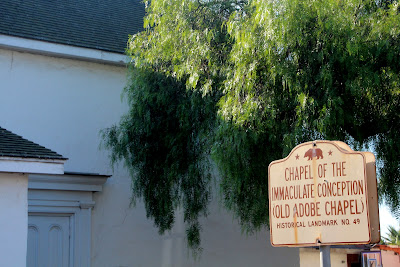 CHAPEL OF THE
IMMACULATE CONCEPTION
(OLD ADOBE CHAPEL)
HISTORICAL LANDMARK NO. 49